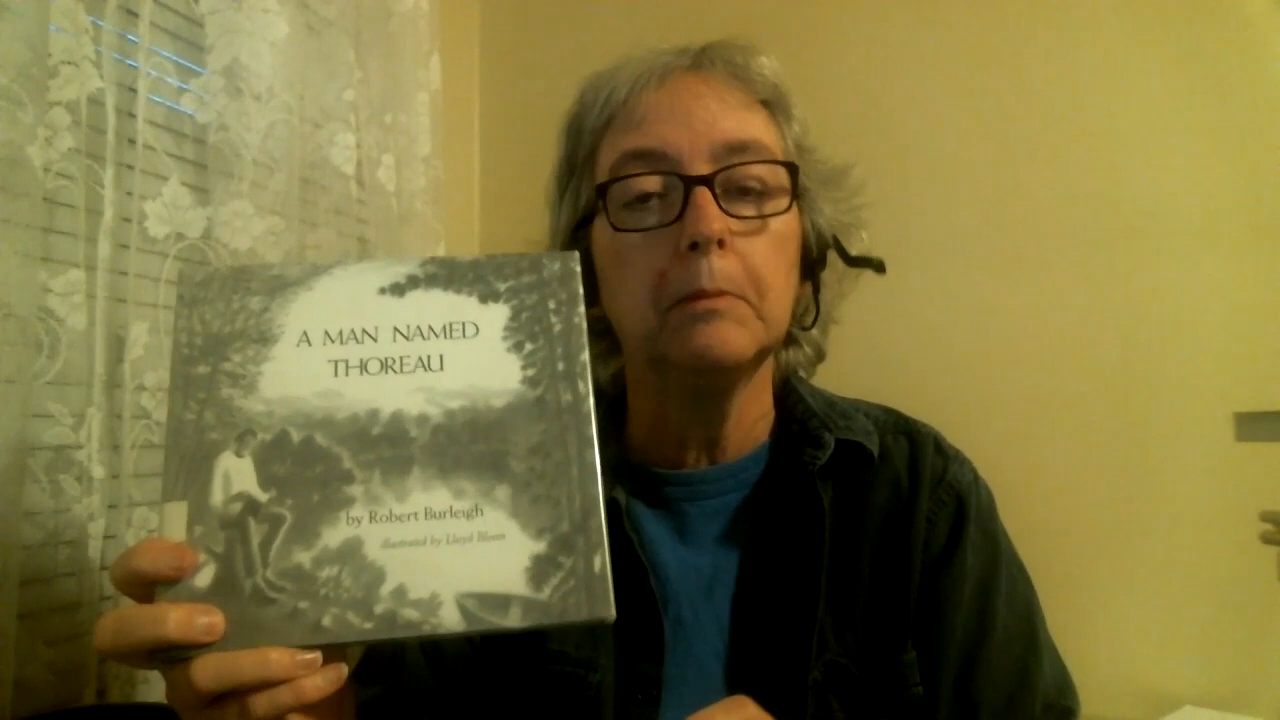 A MAN NAMED
THOREAU
by Robert Burleigh
illustrated by Lloyd Bloom